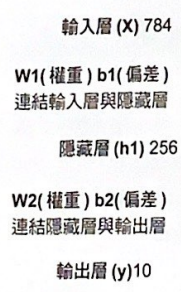 輸入層 (X) 784
W1( 權重 ) b1( 偏差 )
連結輸入層與隱藏層
隱藏層 (h1) 256
W2( 權重 ) b2( 偏差 )
連結隱藏層與輸出層
輸出層 (y)10